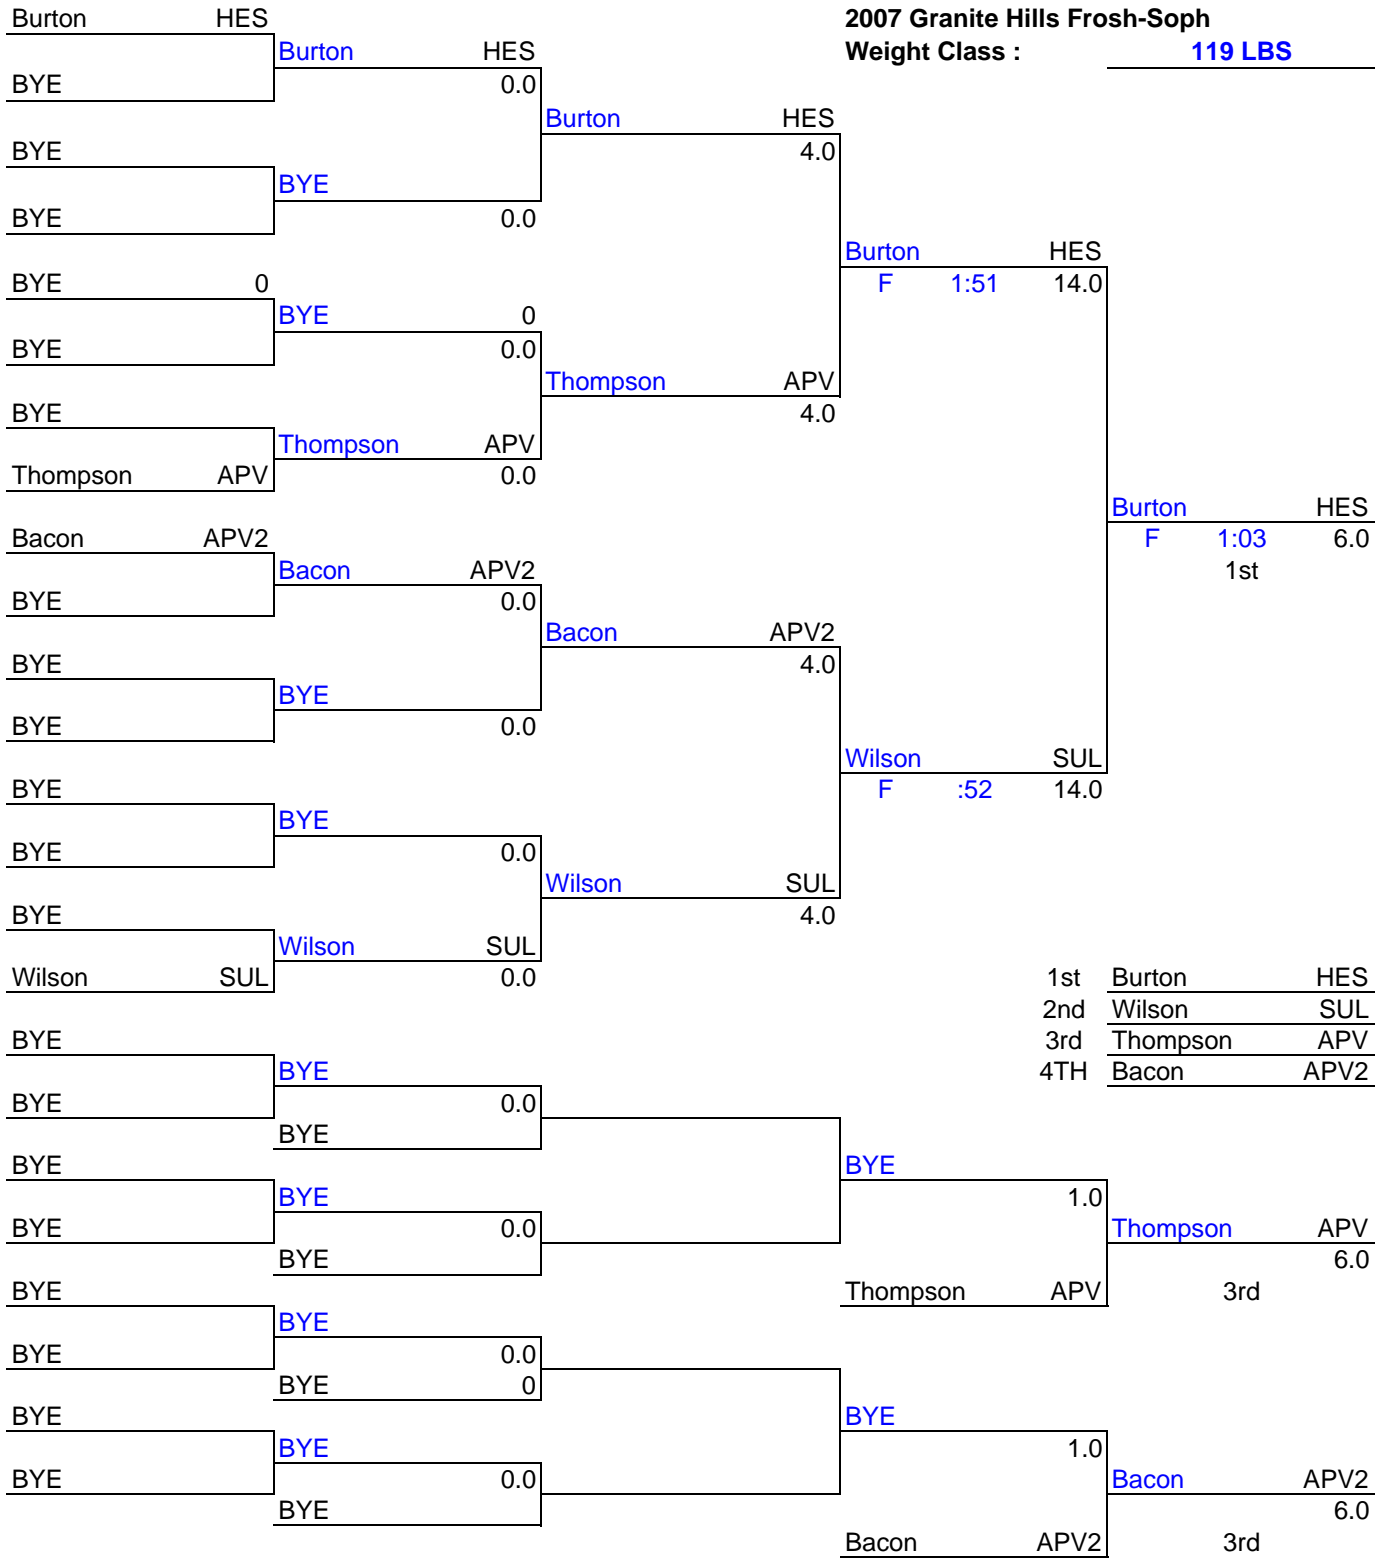 Burton HES 2007 Granite Hills Frosh-Soph
Burton HES Weight Class : 119 LBS
BYE 0.0
Burton HES
BYE 4.0
BYE
BYE 0.0
Burton HES
BYE 0 F 1:51 14.0
BYE 0
BYE 0.0
Thompson APV
BYE 4.0
Thompson APV
Thompson APV 0.0
Burton HES
Bacon APV2 F 1:03 6.0
Bacon APV2 1st
BYE 0.0
Bacon APV2
BYE 4.0
BYE
BYE 0.0
Wilson SUL
BYE F :52 14.0
BYE
BYE 0.0
Wilson SUL
BYE 4.0
Wilson SUL
Wilson SUL 0.0 1st Burton HES
2nd Wilson SUL
BYE 3rd Thompson APV
BYE 4TH Bacon APV2
BYE 0.0
BYE
BYE BYE
BYE 1.0
BYE 0.0 Thompson APV
BYE 6.0
BYE Thompson APV 3rd
BYE
BYE 0.0
BYE 0
BYE BYE
BYE 1.0
BYE 0.0 Bacon APV2
BYE 6.0
Bacon APV2 3rd